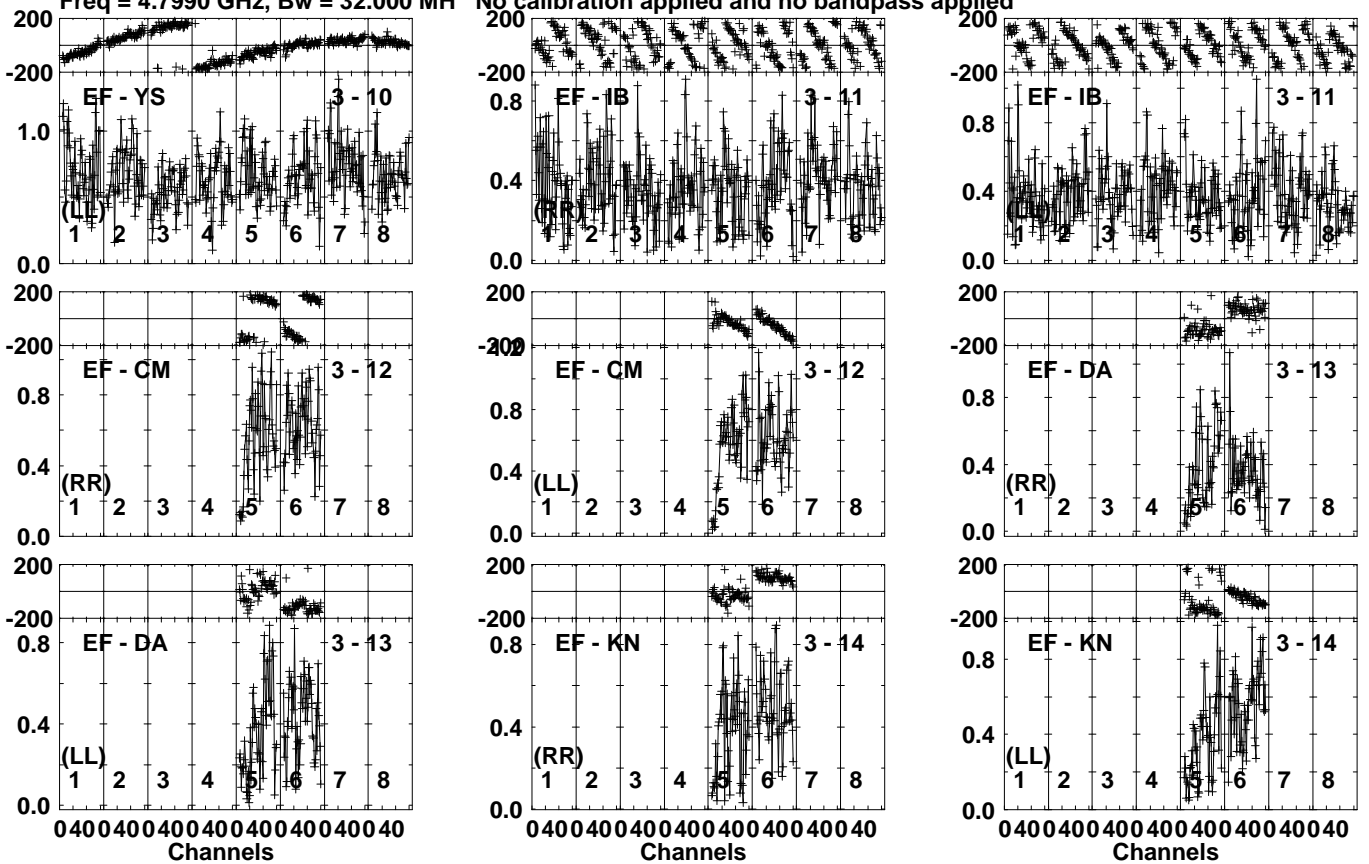 Freq = 4.7990 GHz, Bw = 32.000 MH No calibration applied and no bandpass applied
200 200 200
-200 -200 -200
EF - YS 3 - 10 EF - IB 3 - 11 EF - IB 3 - 11
1.0 0.8 0.8
0.4 0.4
(LL) (RR) (LL)
1 2 3 4 5 6 7 8 1 2 3 4 5 6 7 8 1 2 3 4 5 6 7 8
0.0 0.0 0.0
200 200 200
-200 -200 -200
EF - CM 3 - 12 EF - CM 3 - 12 EF - DA 3 - 13
0.8 0.8 0.8
0.4 0.4 0.4
(RR) (LL) (RR)
1 2 3 4 5 6 7 8 1 2 3 4 5 6 7 8 1 2 3 4 5 6 7 8
0.0 0.0 0.0
200 200 200
-200 -200 -200
EF - DA 3 - 13 EF - KN 3 - 14 EF - KN 3 - 14
0.8 0.8 0.8
0.4 0.4 0.4
(LL) (RR) (LL)
1 2 3 4 5 6 7 8 1 2 3 4 5 6 7 8 1 2 3 4 5 6 7 8
0.0 0.0 0.0
0 40 0 40 0 40 0 40 0 40 0 40 0 40 0 40 0 40 0 40 0 40 0 40 0 40 0 40 0 40 0 40 0 40 0 40 0 40 0 40 0 40 0 40 0 40 0 40
Channels Channels Channels